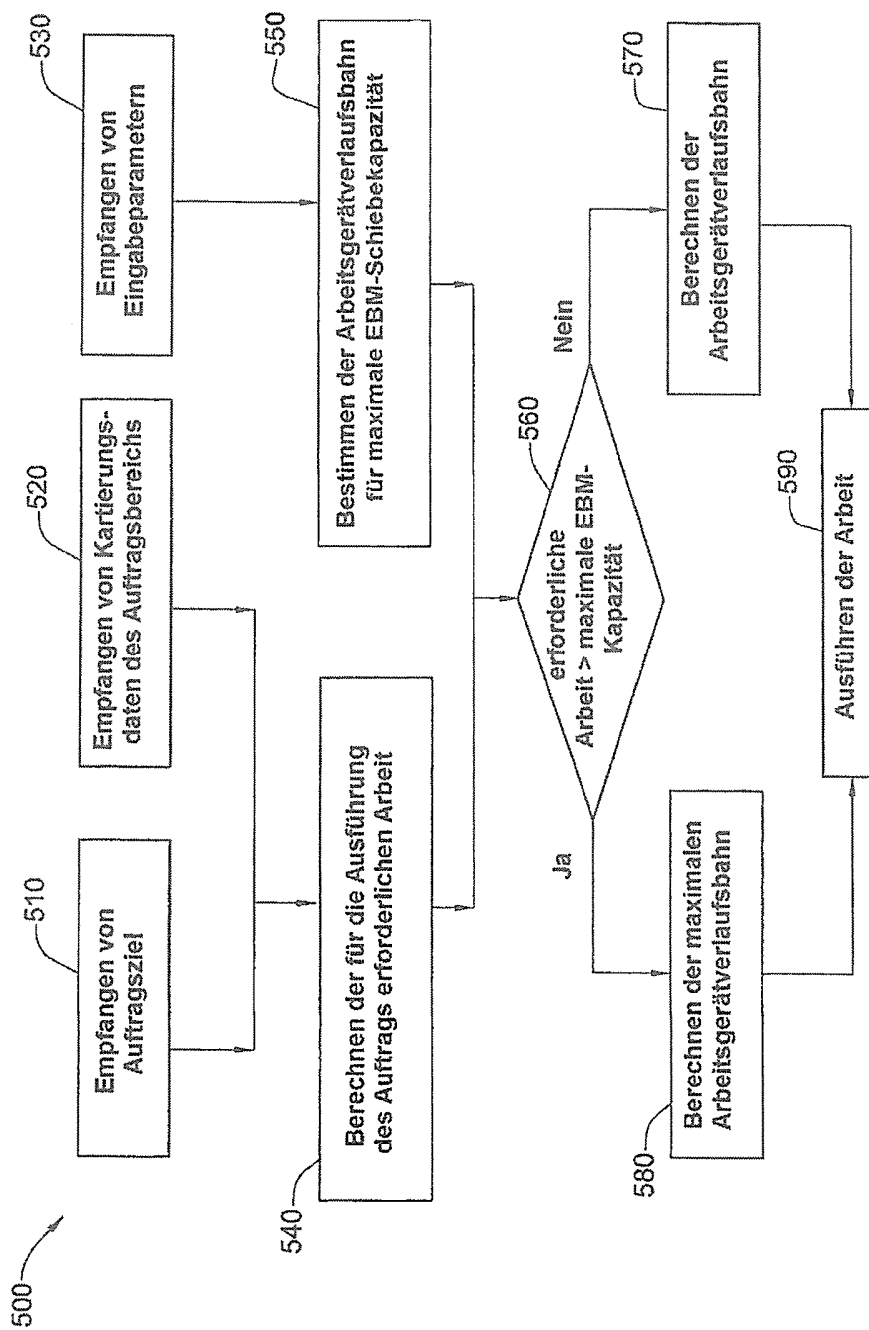 500
510
Empfangen von
Auftragsziel
520
Empfangen von Kartierungs-
daten des Auftragsbereichs
530
Empfangen von
Eingabeparametern
540
Berechnen der für die Ausführung
des Auftrags erforderlichen Arbeit
550
Bestimmen der Arbeitsgerätverlaufsbahn
für maximale EBM-Schiebekapazität
560
erforderliche
Arbeit > maximale EBM-
Kapazität
Ja
Nein
580
Berechnen der maximalen
Arbeitsgerätverlaufsbahn
570
Berechnen der
Arbeitsgerätverlaufsbahn
590
Ausführen der Arbeit